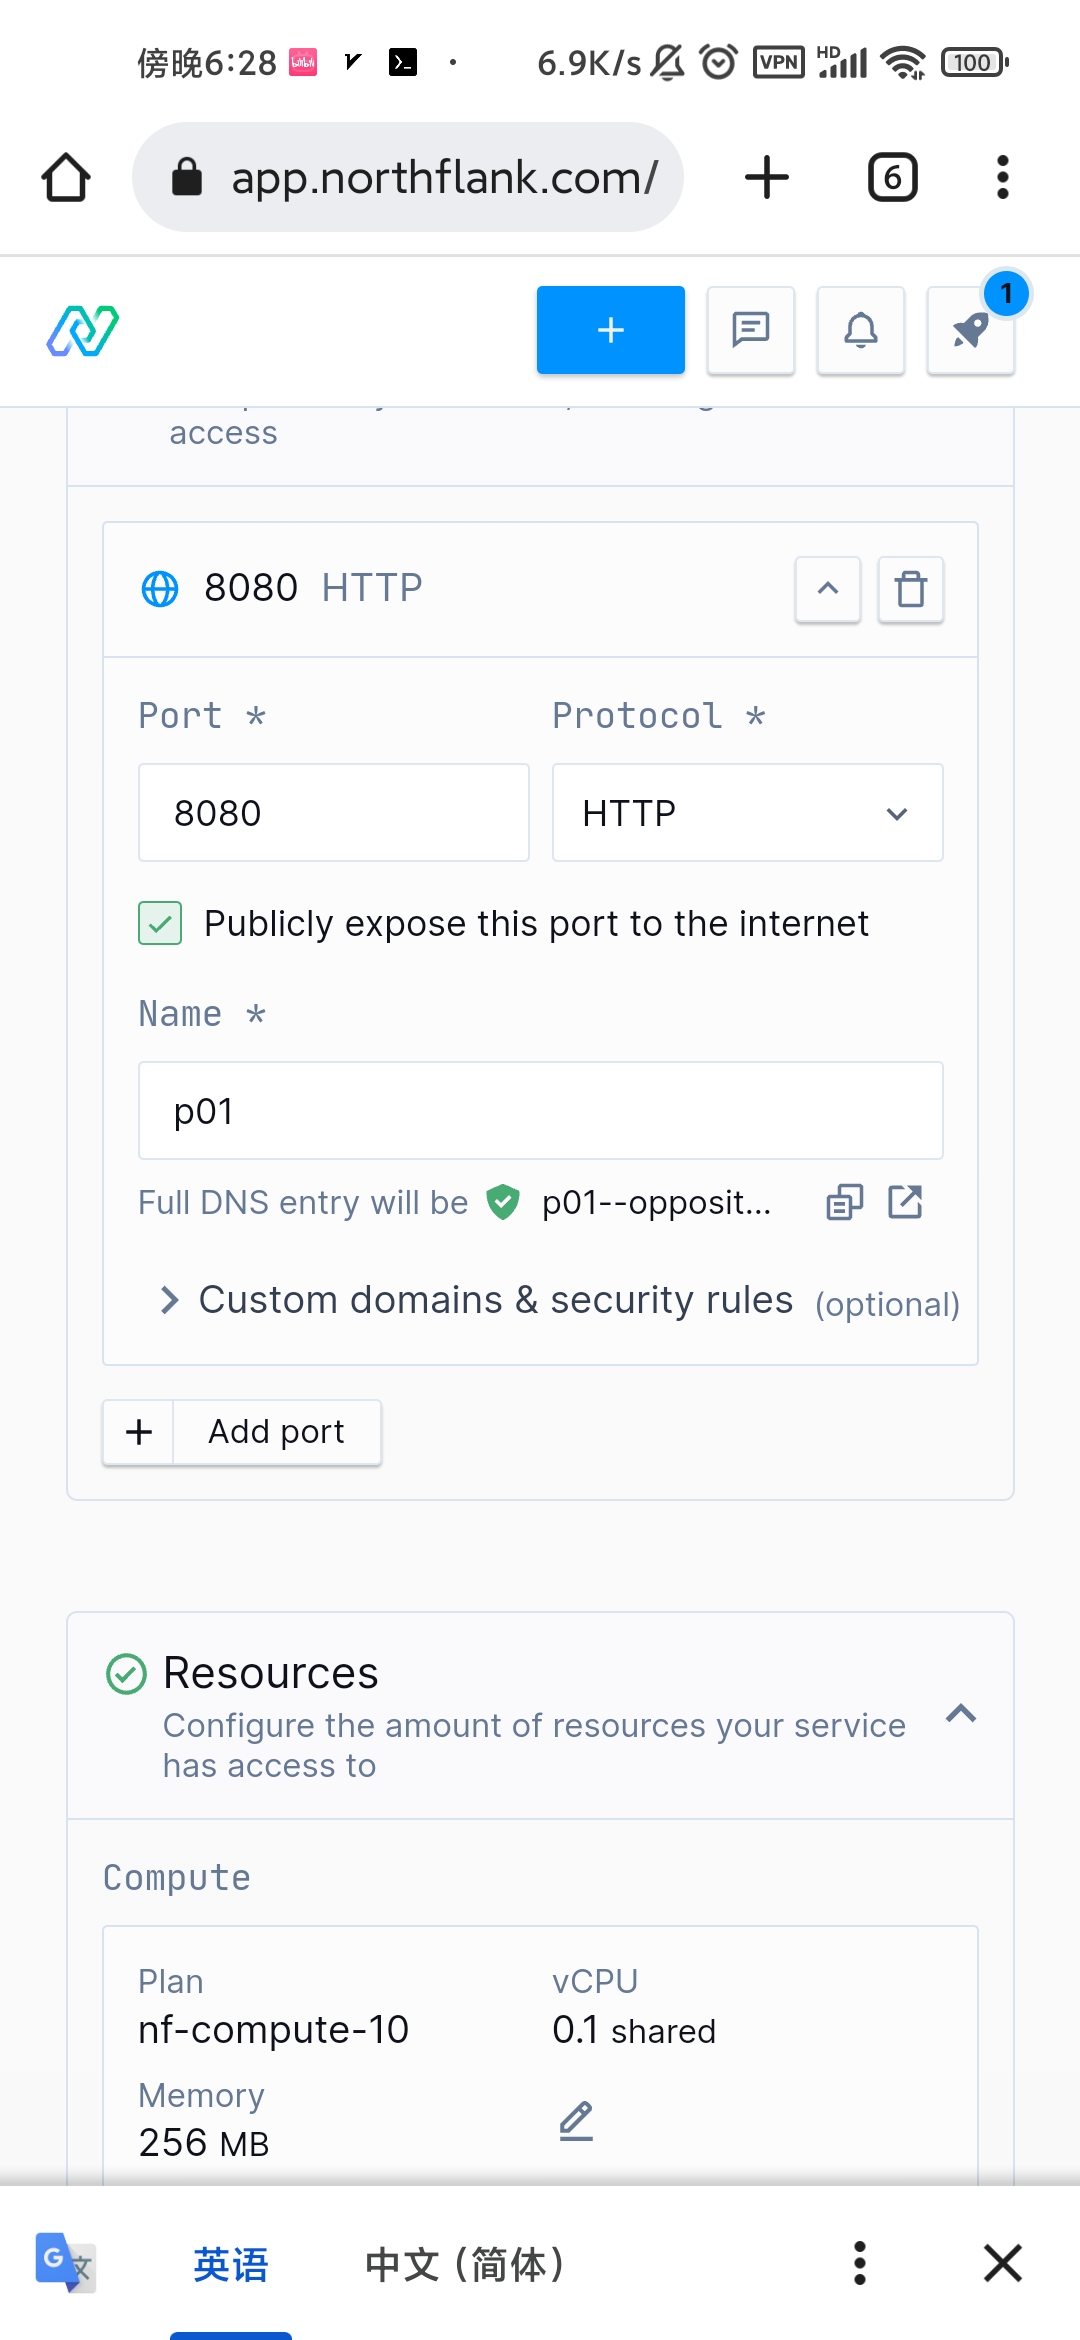 傍晚6:28
6.9K/s
VPN
HD
100
app.northflank.com/
6
1
access
8080 HTTP
Port *
Protocol *
8080
HTTP
Publicly expose this port to the internet
Name *
p01
Full DNS entry will be p01--opposit...
Custom domains & security rules (optional)
Add port
Resources
Configure the amount of resources your service
has access to
Compute
Plan
vCPU
nf-compute-10
0.1 shared
Memory
256 MB
英语
中文 (简体)